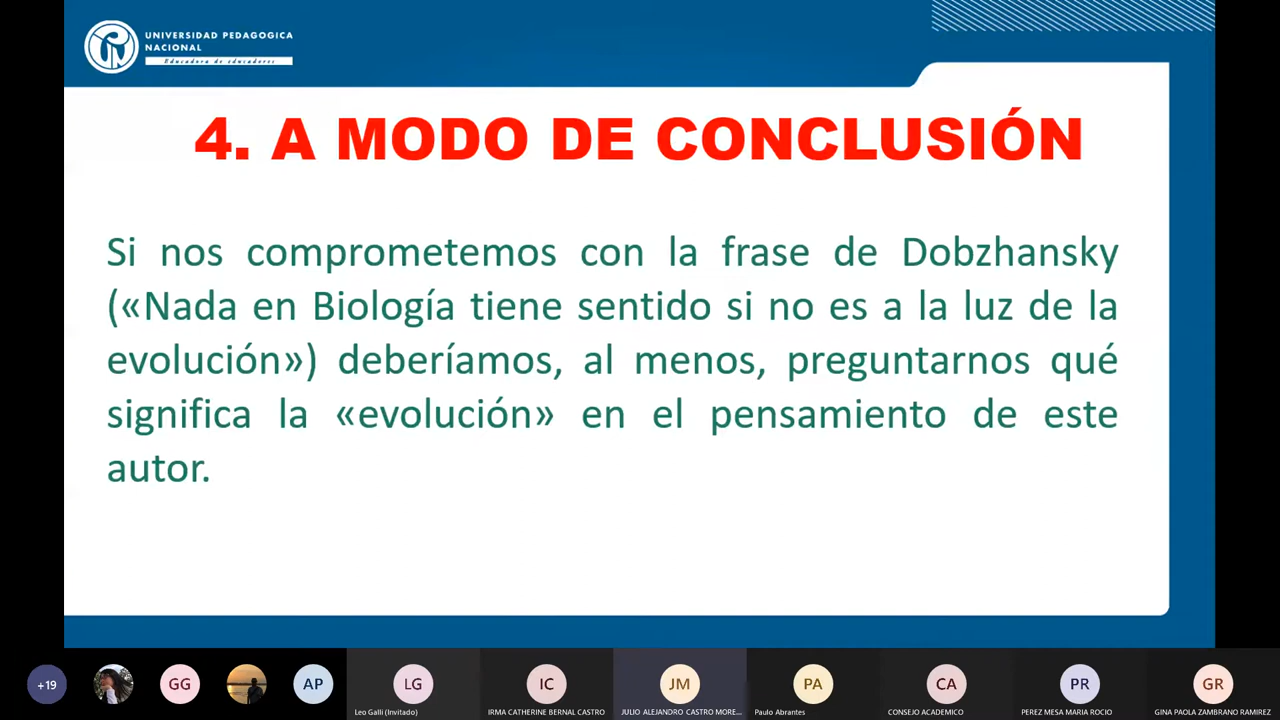 UNIVERSIDAD PEDAGOGICA
NACIONAL
Educadora de educadores
4. A MODO DE CONCLUSIÓN
Si nos comprometemos con la frase de Dobzhansky
(«Nada en Biología tiene sentido si no es a la luz de la
evolución») deberíamos, al menos, preguntarnos qué
significa la «evolución» en el pensamiento de este
autor.
+19
GG
AP
LG
IC
JM
PA
CA
PR
GR
Leo Galli (Invitado)
IRMA CATHERINE BERNAL CASTRO
JULIO ALEJANDRO CASTRO MORE...
Paulo Abrantes
CONSEJO ACADEMICO
PEREZ MESA MARIA ROCIO
GINA PAOLA ZAMBRANO RAMIREZ